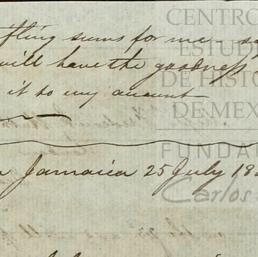 fling sums for me
will have the goodness
it to my account
Jamaica 25 July 18
CENTRO
ESTUD
DE HISTO
DE MEX
FUNDA
Carlos